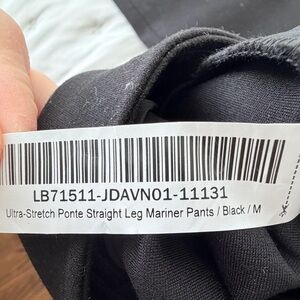 LB71511-JDAVN01-11131
Ultra-Stretch Ponte Straight Leg Mariner Pants / Black / M